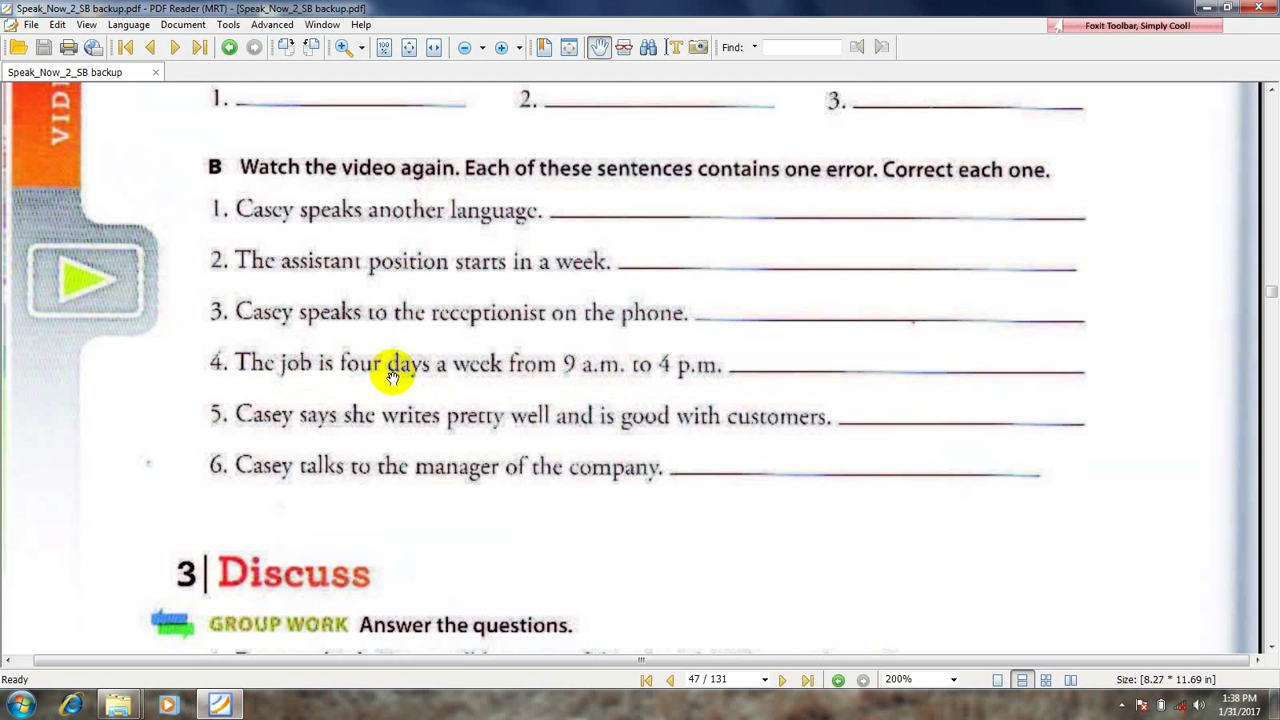 Speak_Now_2_SB backup.pdf - PDF Reader (MRT) - [Speak_Now_2_SB backup.pdf]
File Edit View Language Document Tools Advanced Window Help
Foxit Toolbar, Simply Cool!
Find:
Speak_Now_2_SB backup
VIDE
1. 2. 3.
B Watch the video again. Each of these sentences contains one error. Correct each one.
1. Casey speaks another language.
2. The assistant position starts in a week.
3. Casey speaks to the receptionist on the phone.
4. The job is four days a week from 9 a.m. to 4 p.m.
5. Casey says she writes pretty well and is good with customers.
6. Casey talks to the manager of the company.
3 | Discuss
GROUP WORK Answer the questions.
Ready 47 / 131 200% Size: [8.27 * 11.69 in]
1:38 PM
1/31/2017